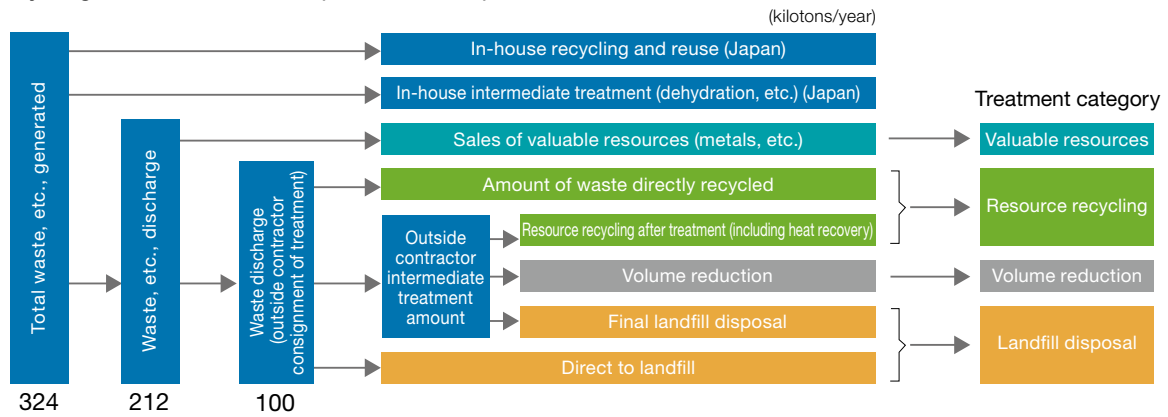 (kilotons/year)
Total waste, etc., generated
Waste, etc., discharge
Waste discharge
(outside contractor
consignment of treatment)
In-house recycling and reuse (Japan)
In-house intermediate treatment (dehydration, etc.) (Japan)
Sales of valuable resources (metals, etc.)
Amount of waste directly recycled
Outside
contractor
intermediate
treatment
amount
Resource recycling after treatment (including heat recovery)
Volume reduction
Final landfill disposal
Direct to landfill
Treatment category
Valuable resources
Resource recycling
Volume reduction
Landfill disposal
324
212
100